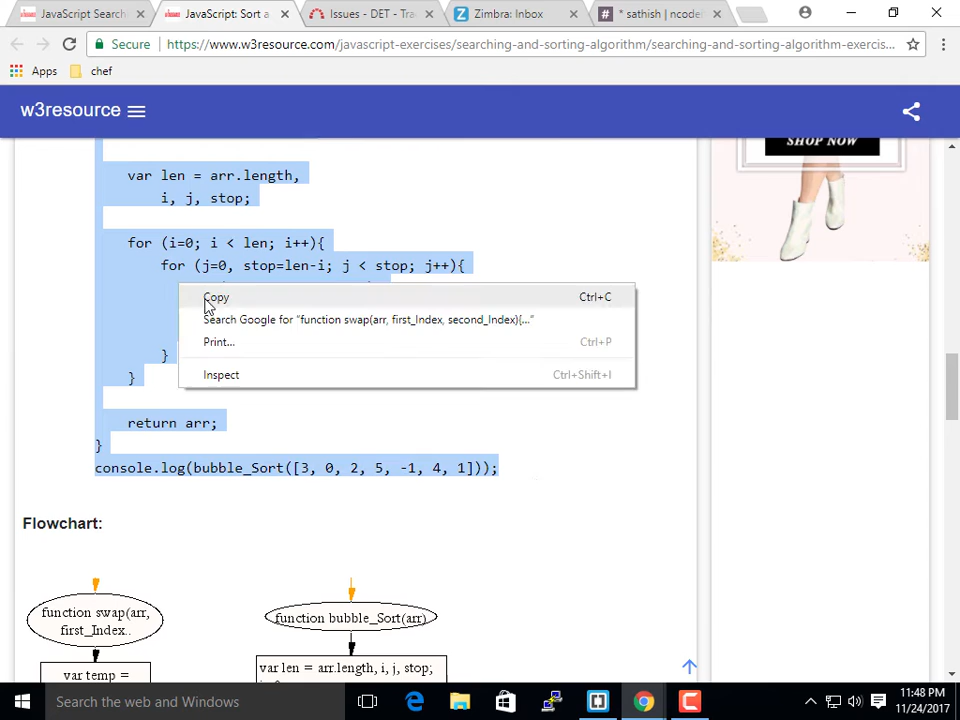 JavaScript Search
JavaScript: Sort a
Issues - DET - Tra
Zimbra: Inbox
* sathish | ncodel
Secure
https://www.w3resource.com/javascript-exercises/searching-and-sorting-algorithm/searching-and-sorting-algorithm-exercis...
Apps
chef
w3resource
SHOP NOW
var len = arr.length,
i, j, stop;
for (i=0; i < len; i++){
for (j=0, stop=len-i; j < stop; j++){
Copy Ctrl+C
Search Google for "function swap(arr, first_Index, second_Index){..."
Print... Ctrl+P
Inspect Ctrl+Shift+I
}
}
return arr;
}
console.log(bubble_Sort([3, 0, 2, 5, -1, 4, 1]));
Flowchart:
function swap(arr,
first_Index..
var temp =
function bubble_Sort(arr)
var len = arr.length, i, j, stop;
Search the web and Windows
11:48 PM
11/24/2017